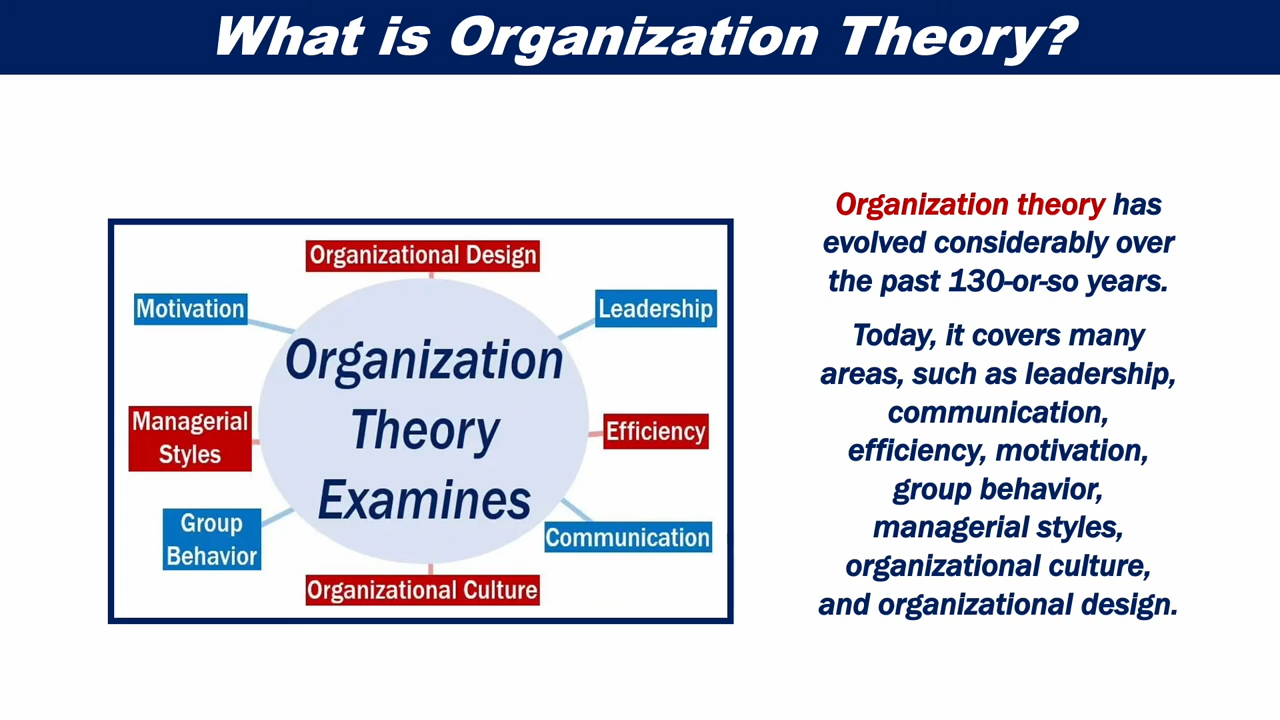 What is Organization Theory?
Organizational Design
Motivation
Leadership
Organization
Theory
Examines
Managerial
Styles
Efficiency
Group
Behavior
Communication
Organizational Culture
Organization theory has
evolved considerably over
the past 130-or-so years.
Today, it covers many
areas, such as leadership,
communication,
efficiency, motivation,
group behavior,
managerial styles,
organizational culture,
and organizational design.